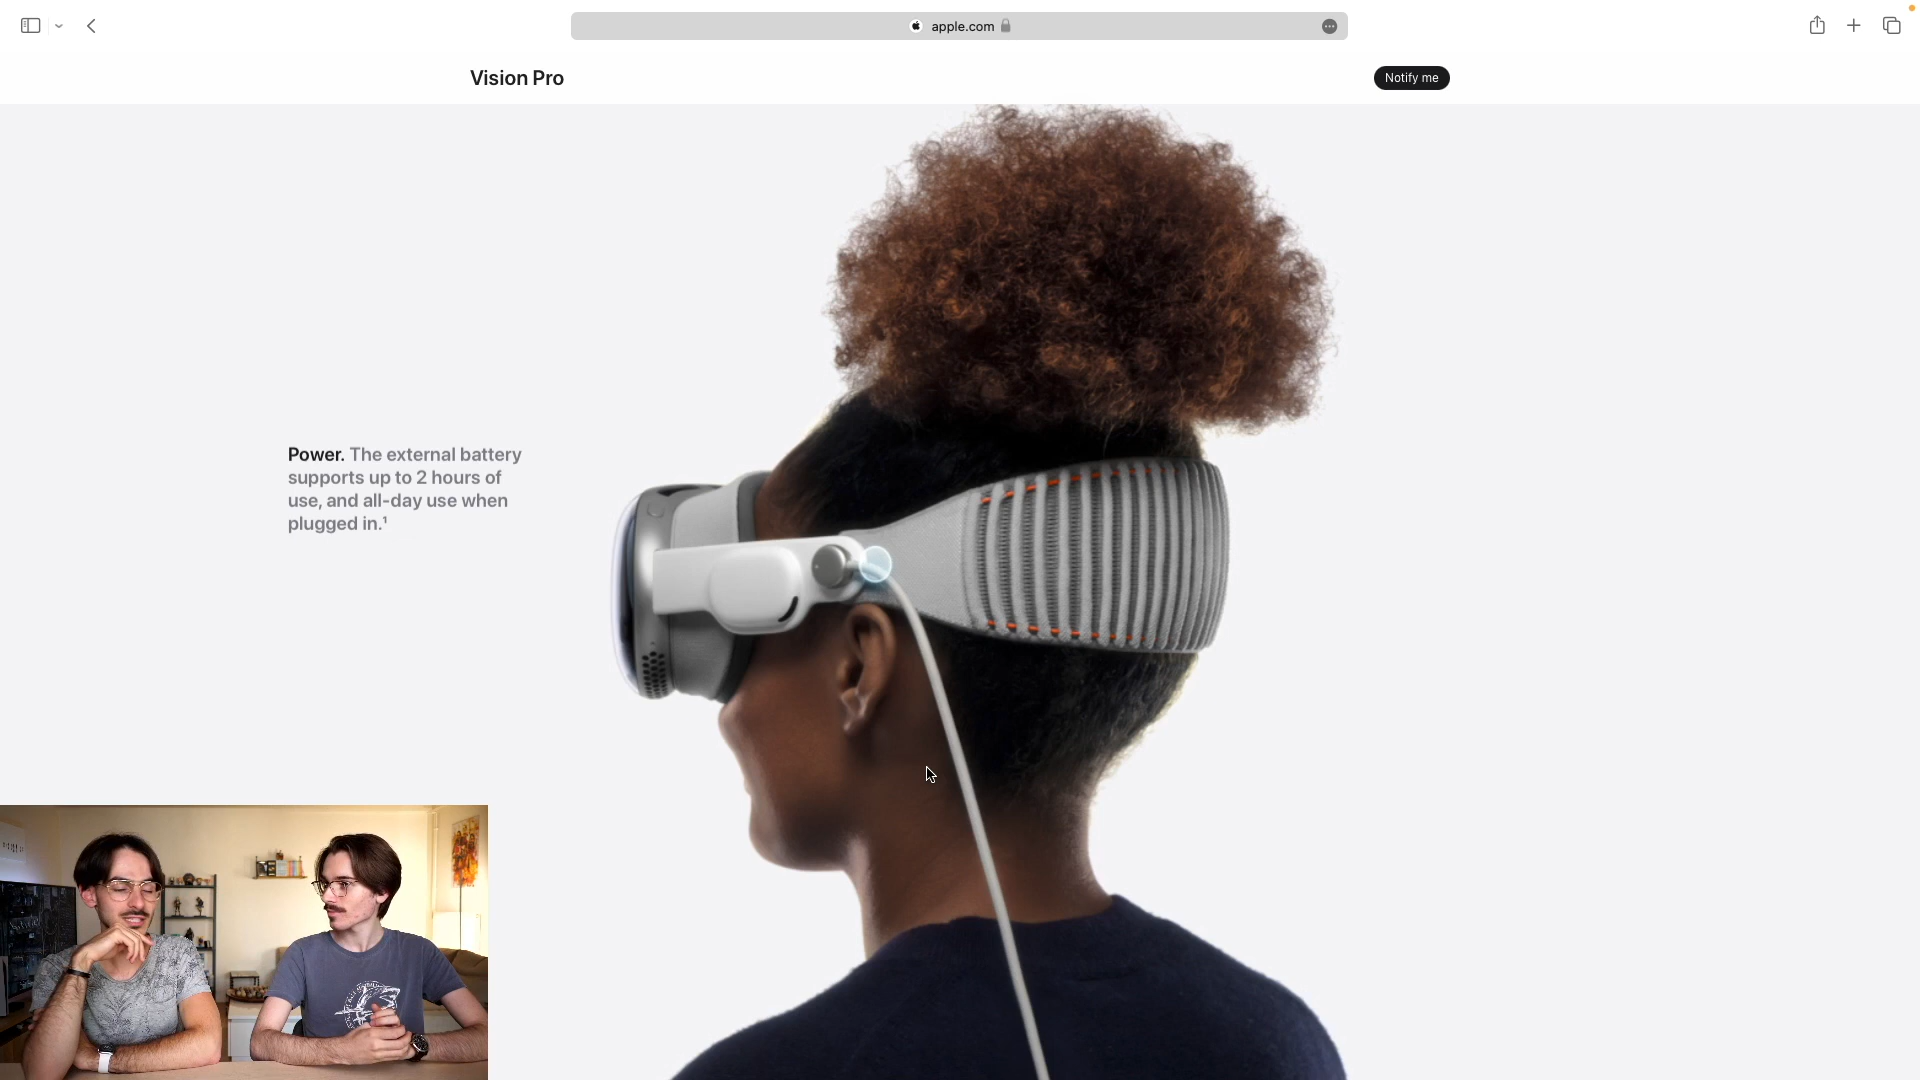 apple.com
Vision Pro
Notify me
Power. The external battery
supports up to 2 hours of
use, and all-day use when
plugged in.¹